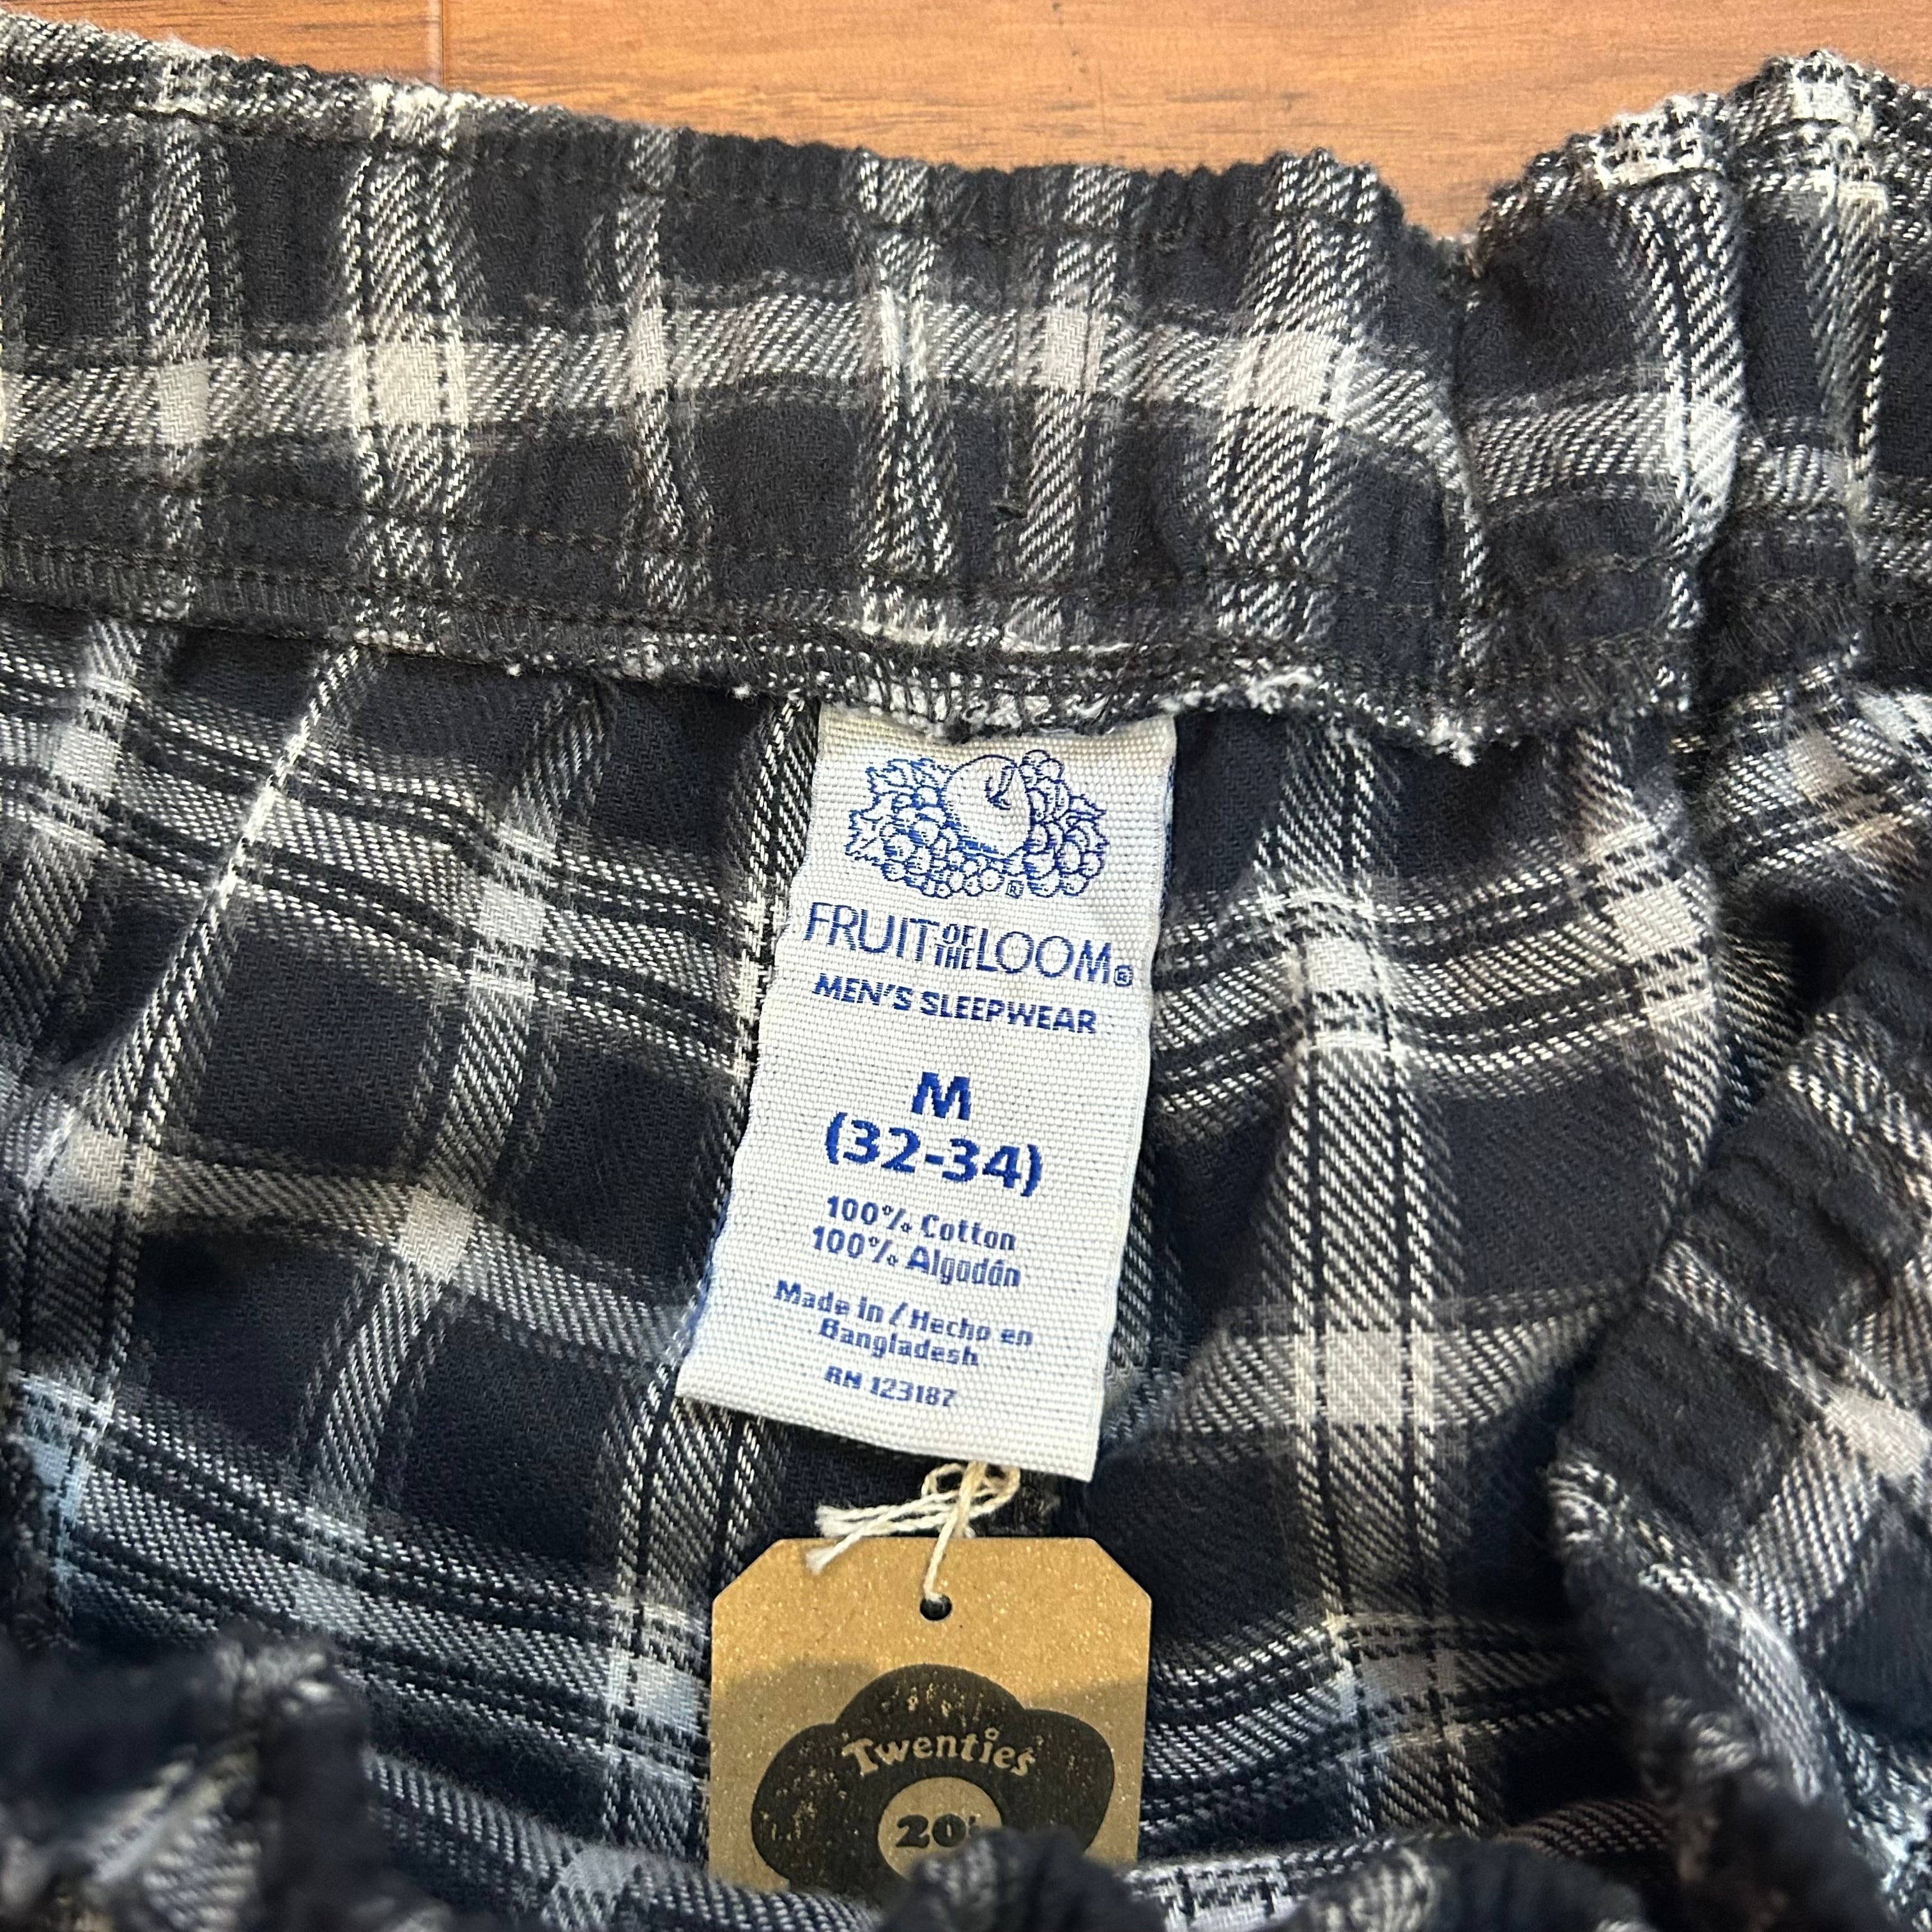 FRUIT OF THE LOOM®
MEN'S SLEEPWEAR
M
(32-34)
100% Cotton
100% Algodón
Made in / Hecho en
Bangladesh
RN 123187
Twenties
20's